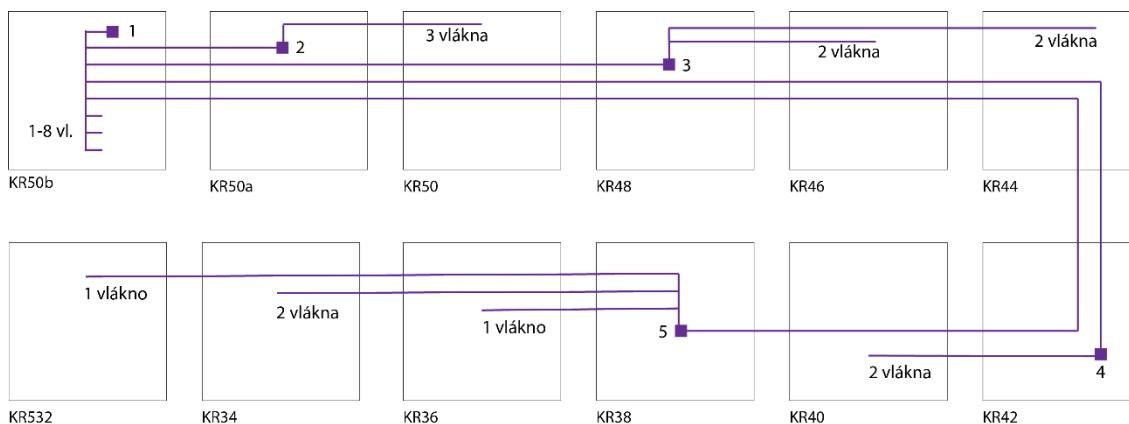 1
2
3 vlákna
3
2 vlákna
2 vlákna
1-8 vl.
KR50b
KR50a
KR50
KR48
KR46
KR44
1 vlákno
2 vlákna
1 vlákno
5
2 vlákna
4
KR532
KR34
KR36
KR38
KR40
KR42